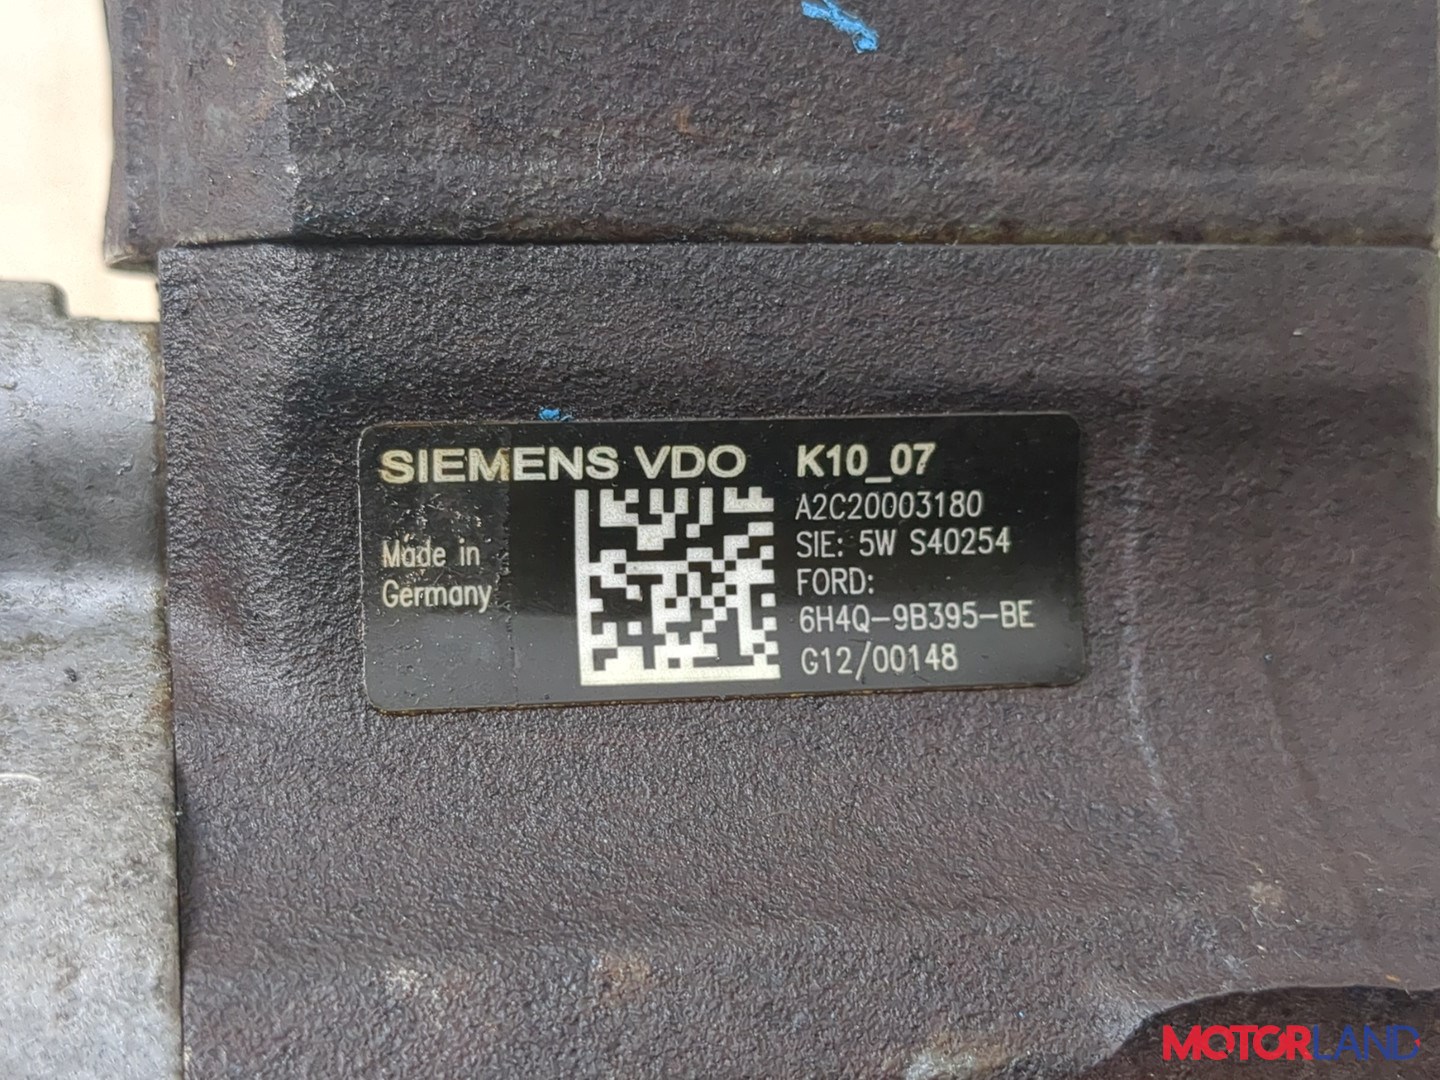 SIEMENS VDO
Made in
Germany
K10_07
A2C20003180
SIE: 5W S40254
FORD:
6H4Q-9B395-BE
G12/00148
MOTORLAND